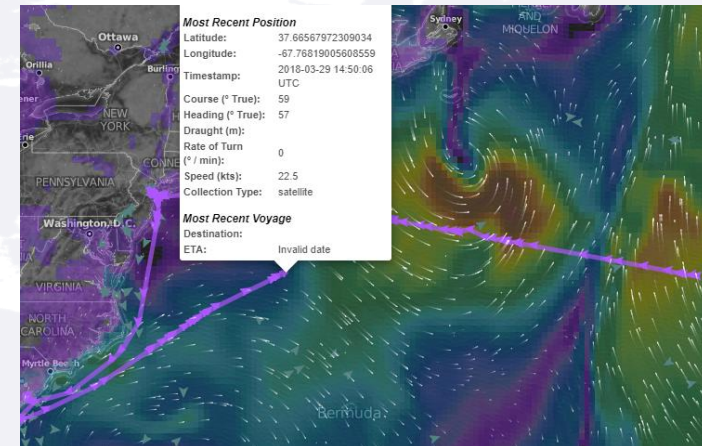 Ottawa
Orillia
Burling
NEW
YORK
CONNE
PENNSYLVANIA
Washington, D.C.
VIRGINIA
NORTH
CAROLINA
Myrtle Beach
Most Recent Position
Latitude: 37.66567972309034
Longitude: -67.76819005608559
Timestamp: 2018-03-29 14:50:06
UTC
Course (° True): 59
Heading (° True): 57
Draught (m):
Rate of Turn
(° / min): 0
Speed (kts): 22.5
Collection Type: satellite
Most Recent Voyage
Destination:
ETA: Invalid date
Sydney
AND
MIQUELON
Bermuda